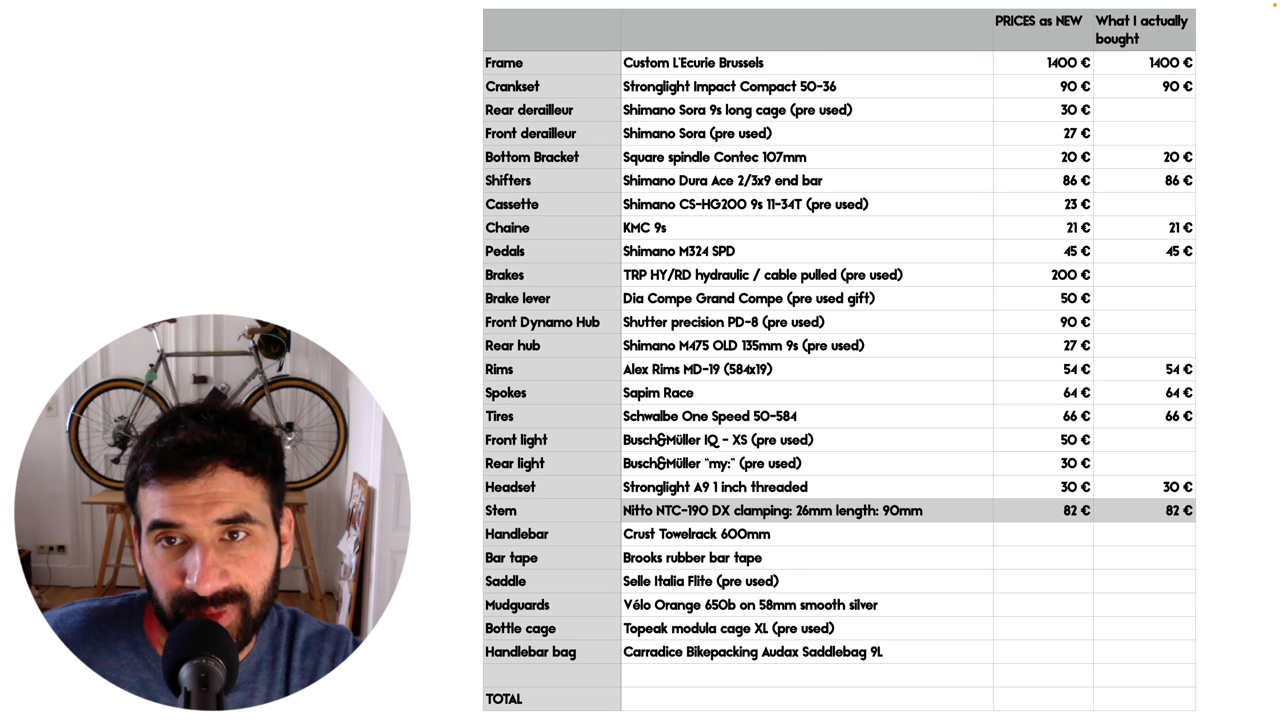 PRICES as NEW What I actually
bought
Frame Custom L'Ecurie Brussels 1400 € 1400 €
Crankset Stronglight Impact Compact 50-36 90 € 90 €
Rear derailleur Shimano Sora 9s long cage (pre used) 30 €
Front derailleur Shimano Sora (pre used) 27 €
Bottom Bracket Square spindle Contec 107mm 20 € 20 €
Shifters Shimano Dura Ace 2/3x9 end bar 86 € 86 €
Cassette Shimano CS-HG200 9s 11-34T (pre used) 23 €
Chaine KMC 9s 21 € 21 €
Pedals Shimano M324 SPD 45 € 45 €
Brakes TRP HY/RD hydraulic / cable pulled (pre used) 200 €
Brake lever Dia Compe Grand Compe (pre used gift) 50 €
Front Dynamo Hub Shutter precision PD-8 (pre used) 90 €
Rear hub Shimano M475 OLD 135mm 9s (pre used) 27 €
Rims Alex Rims MD-19 (584x19) 54 € 54 €
Spokes Sapim Race 64 € 64 €
Tires Schwalbe One Speed 50-584 66 € 66 €
Front light Busch&Müller IQ - XS (pre used) 50 €
Rear light Busch&Müller "my:" (pre used) 30 €
Headset Stronglight A9 1 inch threaded 30 € 30 €
Stem Nitto NTC-190 DX clamping: 26mm length: 90mm 82 € 82 €
Handlebar Crust Towelrack 600mm
Bar tape Brooks rubber bar tape
Saddle Selle Italia Flite (pre used)
Mudguards Vélo Orange 650b on 58mm smooth silver
Bottle cage Topeak modula cage XL (pre used)
Handlebar bag Carradice Bikepacking Audax Saddlebag 9L
TOTAL